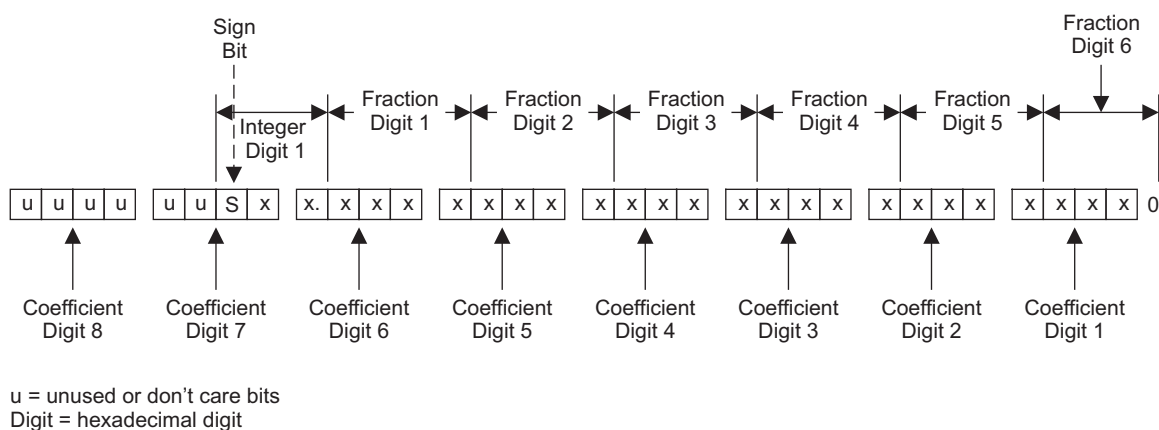 Sign
Bit
Fraction
Digit 6
Integer
Digit 1
Fraction
Digit 1
Fraction
Digit 2
Fraction
Digit 3
Fraction
Digit 4
Fraction
Digit 5
u u u u u u S x x. x x x x x x x x x x x x x x x x x x x x x x x 0
Coefficient
Digit 8
Coefficient
Digit 7
Coefficient
Digit 6
Coefficient
Digit 5
Coefficient
Digit 4
Coefficient
Digit 3
Coefficient
Digit 2
Coefficient
Digit 1
u = unused or don't care bits
Digit = hexadecimal digit